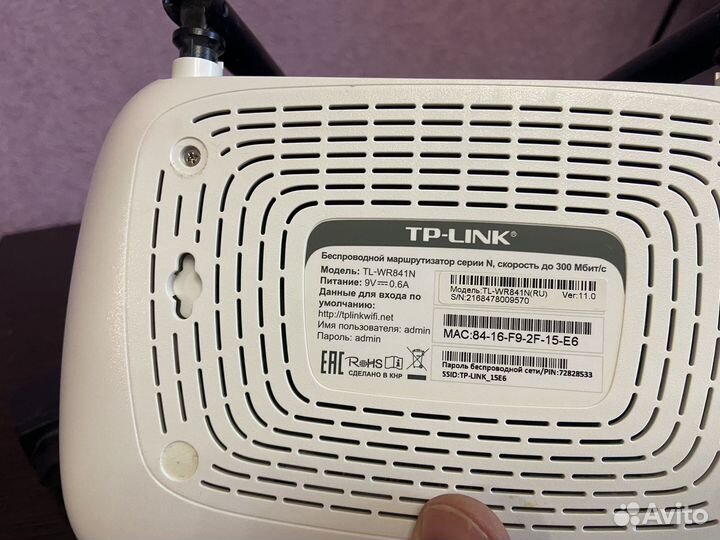 TP-LINK®
Беспроводной маршрутизатор серии N, скорость до 300 Мбит/с
Модель: TL-WR841N
Питание: 9V⎓0.6A
Данные для входа по
умолчанию:
http://tplinkwifi.net
Имя пользователя: admin
Пароль: admin
EAC RoHS
СДЕЛАНО В КНР
Модель:TL-WR841N(RU) Ver:11.0
S/N:2168478009570
MAC:84-16-F9-2F-15-E6
Пароль беспроводной сети/PIN:72828533
SSID:TP-LINK_15E6
Avito